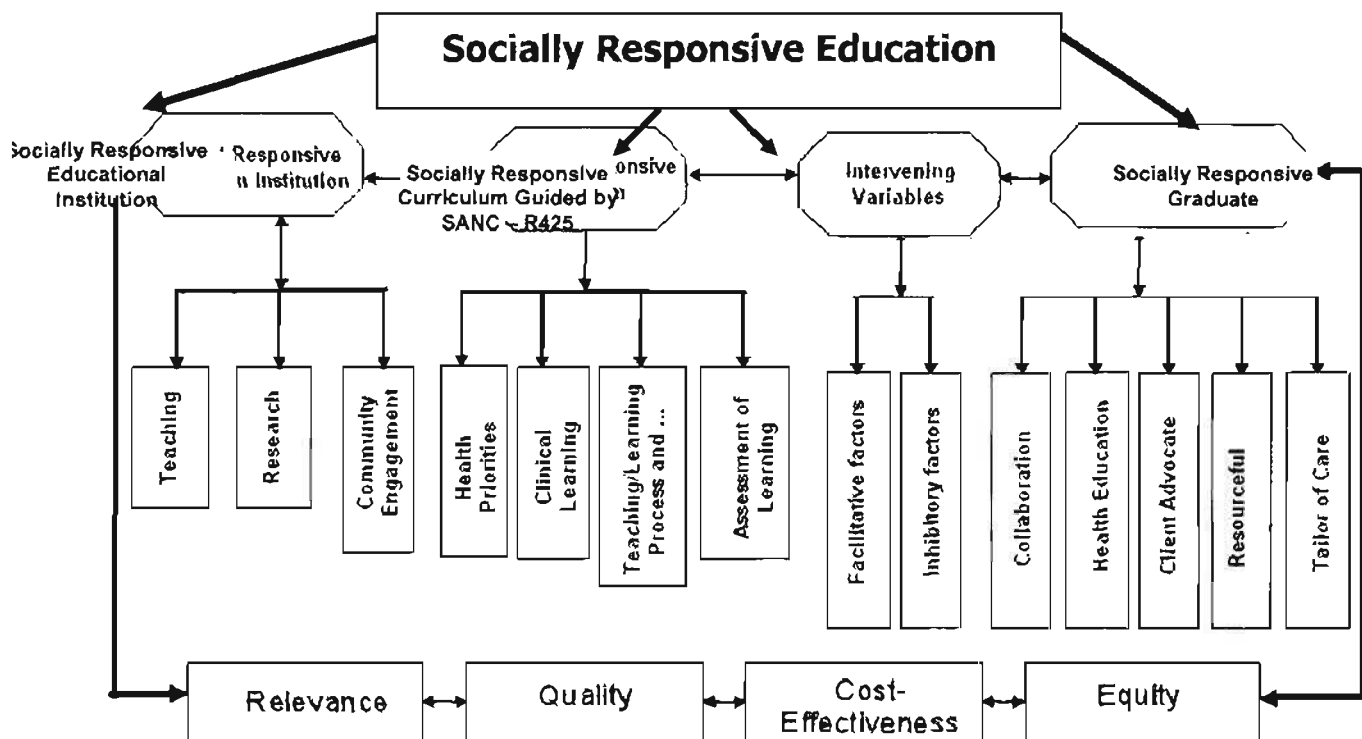 Socially Responsive Education
Socially Responsive
Educational
Institution
Responsive
n Institution
Socially Responsive
Curriculum Guided by
SANC – R425
onsive
Intervening
Variables
Socially Responsive
Graduate
Teaching
Research
Community
Engagement
Health
Priorities
Clinical
Learning
Teaching/Learning
Process and ...
Assessment of
Learning
Facilitative factors
Inhibitory factors
Collaboration
Health Education
Client Advocate
Resourceful
Tailor of Care
Relevance
Quality
Cost-
Effectiveness
Equity